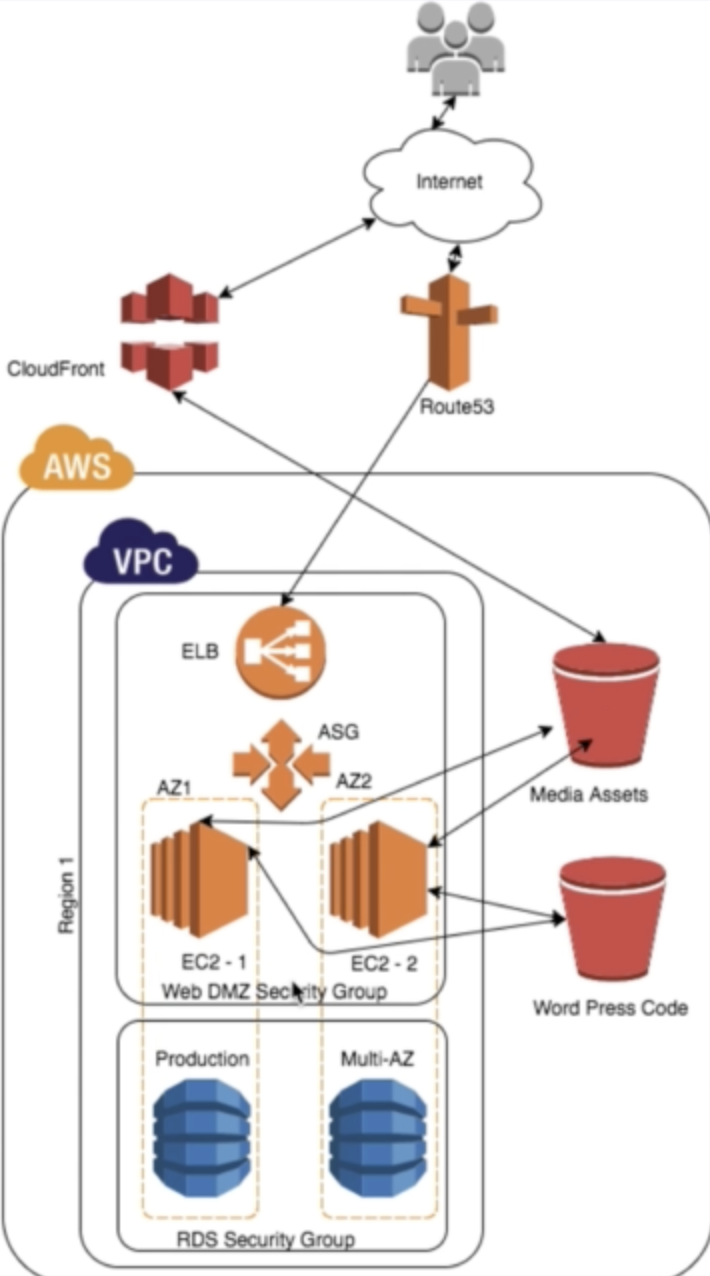 Internet
CloudFront
Route53
AWS
VPC
ELB
ASG
AZ1
AZ2
Media Assets
Region 1
EC2 - 1
EC2 - 2
Web DMZ Security Group
Word Press Code
Production
Multi-AZ
RDS Security Group